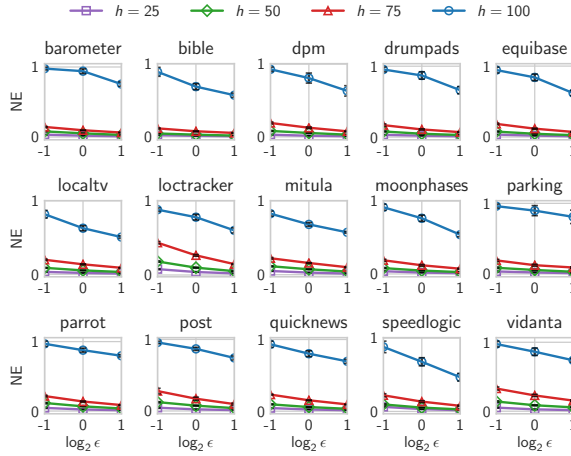 h = 25 h = 50 h = 75 h = 100
barometer bible dpm drumpads equibase
NE 1 0 -1 0 1 -1 0 1 -1 0 1 -1 0 1 -1 0 1
localtv loctracker mitula moonphases parking
NE 1 0 -1 0 1 -1 0 1 -1 0 1 -1 0 1 -1 0 1
parrot post quicknews speedlogic vidanta
NE 1 0 -1 0 1 -1 0 1 -1 0 1 -1 0 1 -1 0 1
log₂ ϵ log₂ ϵ log₂ ϵ log₂ ϵ log₂ ϵ